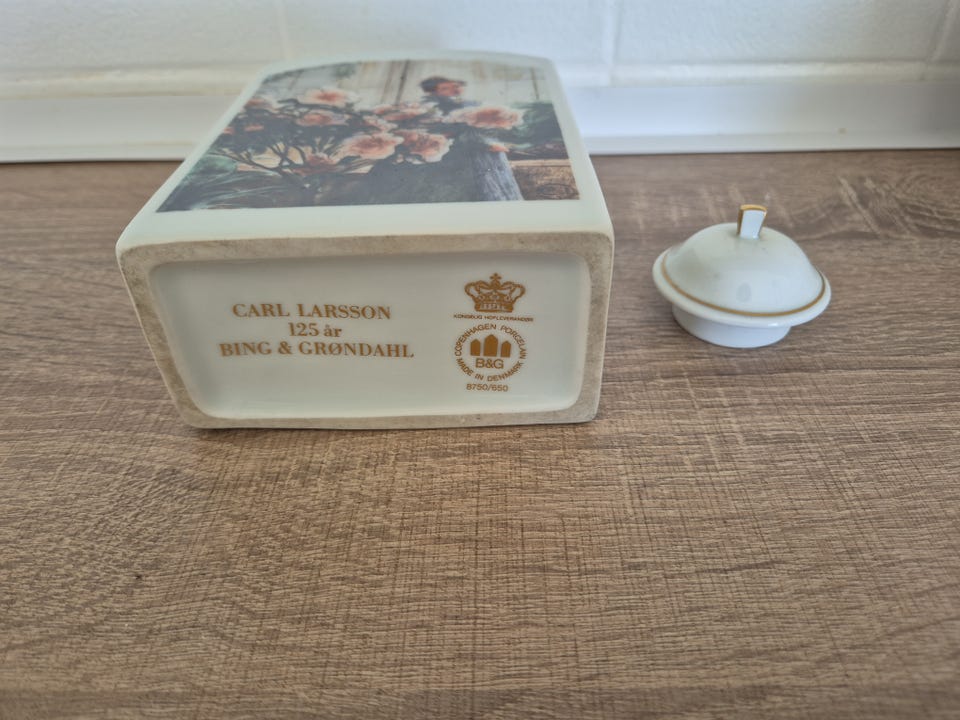 CARL LARSSON
125 år
BING & GRØNDAHL
KONGELIG HOFLEVERANDØR
COPENHAGEN PORCELAIN
B&G
MADE IN DENMARK
8750/650